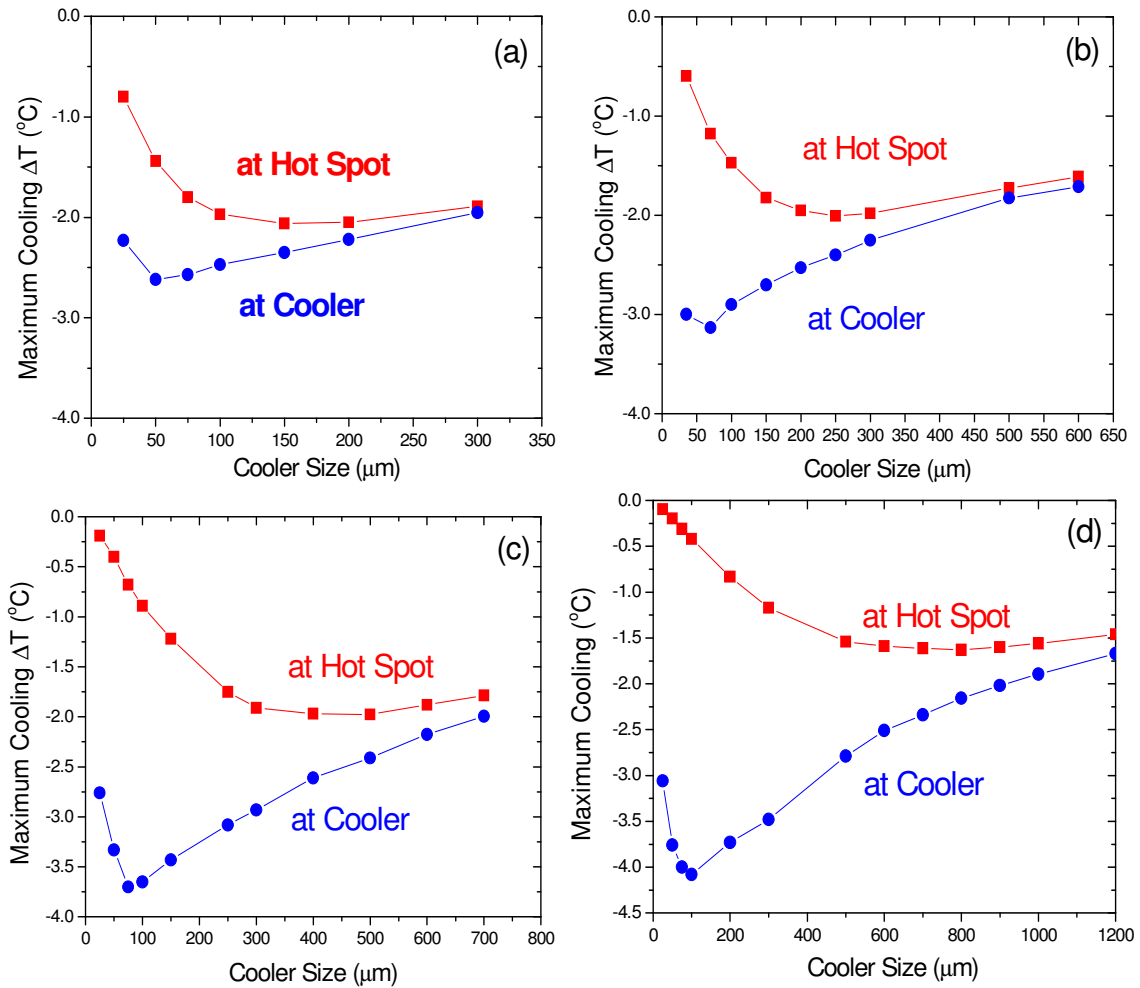 (a)
Maximum Cooling ΔT (°C)
0.0
-1.0
-2.0
-3.0
-4.0
at Hot Spot
at Cooler
0 50 100 150 200 250 300 350
Cooler Size (μm)
(b)
Maximum Cooling ΔT (°C)
0.0
-1.0
-2.0
-3.0
-4.0
at Hot Spot
at Cooler
0 50 100 150 200 250 300 350 400 450 500 550 600 650
Cooler Size (μm)
(c)
Maximum Cooling ΔT (°C)
0.0
-0.5
-1.0
-1.5
-2.0
-2.5
-3.0
-3.5
-4.0
at Hot Spot
at Cooler
0 100 200 300 400 500 600 700 800
Cooler Size (μm)
(d)
Maximum Cooling (°C)
0.0
-0.5
-1.0
-1.5
-2.0
-2.5
-3.0
-3.5
-4.0
-4.5
at Hot Spot
at Cooler
0 200 400 600 800 1000 1200
Cooler Size (μm)